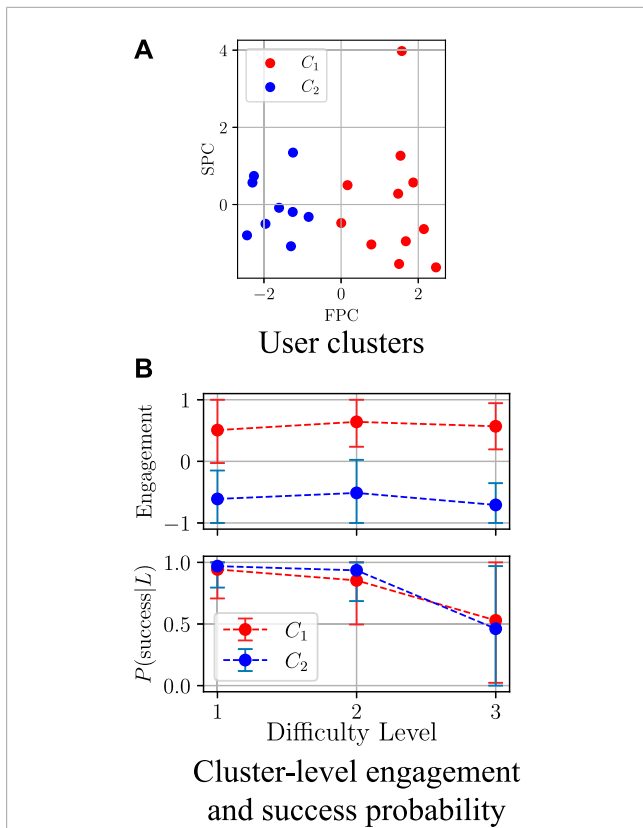 A
4
2
0
SPC
C₁
C₂
−2
0
2
FPC
User clusters
B
1
0
−1
Engagement
1.0
0.5
0.0
P(success|L)
C₁
C₂
1
2
3
Difficulty Level
Cluster-level engagement
and success probability